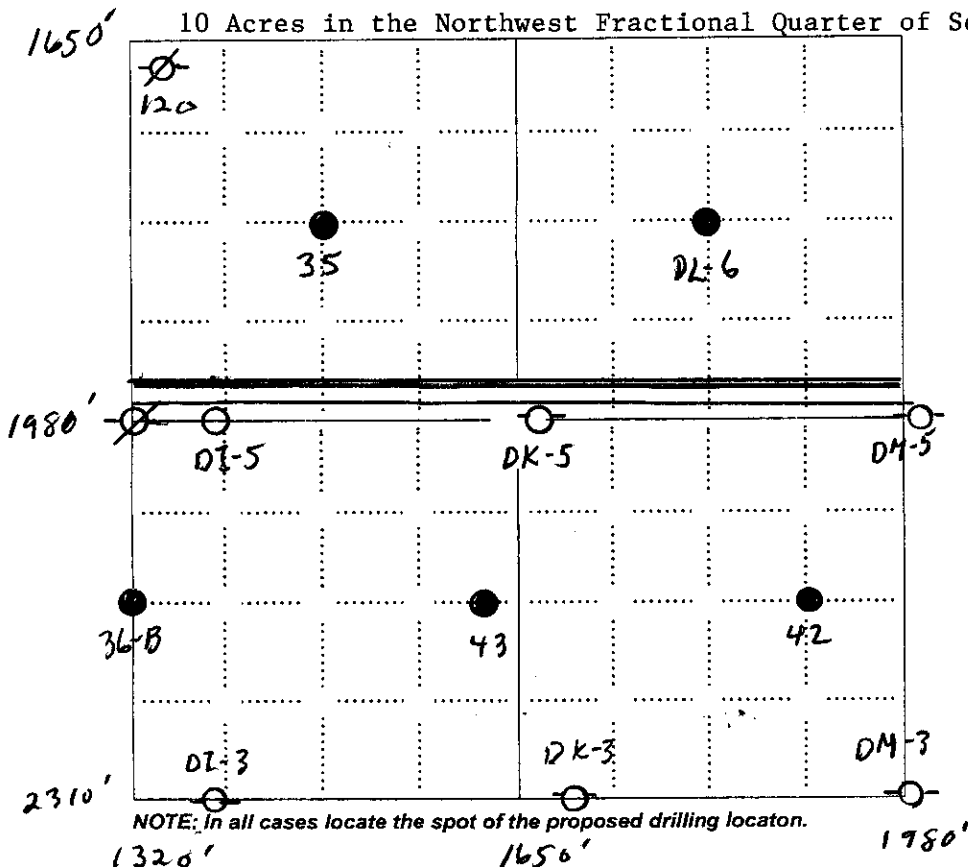 10 Acres in the Northwest Fractional Quarter of Se
1650'
120
35 DL-6
1980'
DI-5 DK-5 DM-5
36-B 43 42
DI-3 DK-3 DM-3
2310'
NOTE: In all cases locate the spot of the proposed drilling locaton.
1320' 1650' 1980'